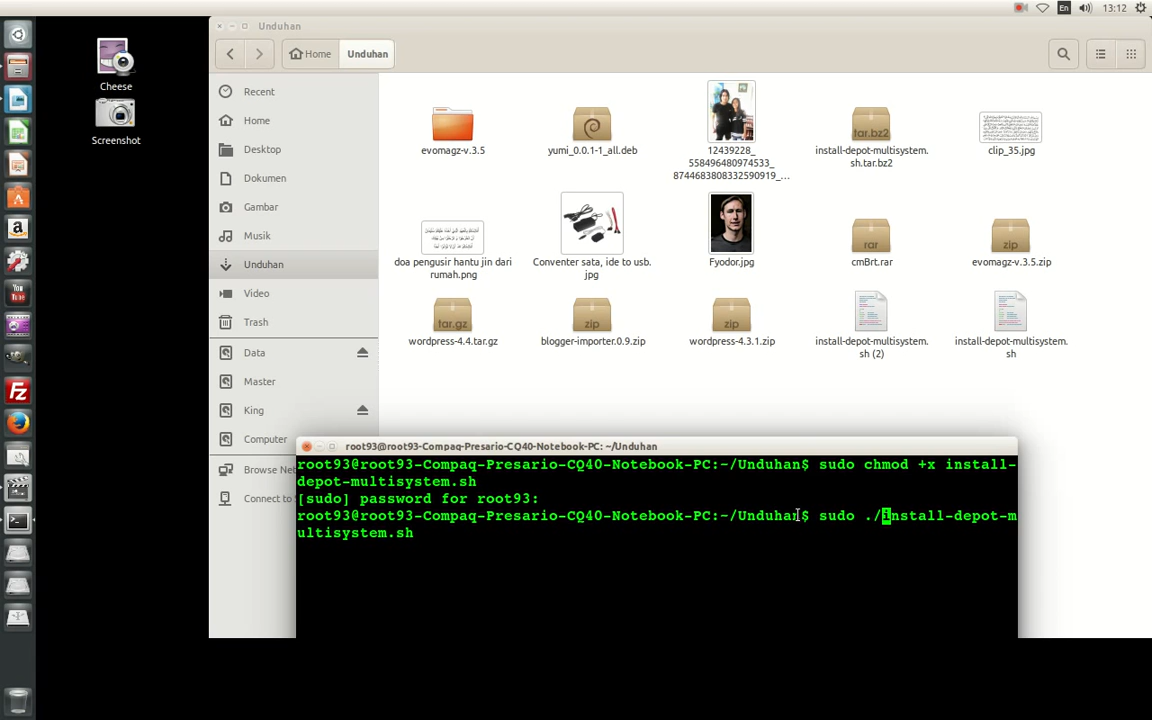 En
13:12
Unduhan
Home
Unduhan
Cheese
Screenshot
Recent
Home
Desktop
Dokumen
Gambar
Musik
Unduhan
Video
Trash
Data
Master
King
Computer
Browse Net
Connect to S
evomagz-v.3.5
yumi_0.0.1-1_all.deb
12439228_
558496480974533_
8744683808332590919_...
tar.bz2
install-depot-multisystem.
sh.tar.bz2
clip_35.jpg
doa pengusir hantu jin dari
rumah.png
Conventer sata, ide to usb.
jpg
Fyodor.jpg
rar
cmBrt.rar
zip
evomagz-v.3.5.zip
tar.gz
wordpress-4.4.tar.gz
zip
blogger-importer.0.9.zip
zip
wordpress-4.3.1.zip
install-depot-multisystem.
sh (2)
install-depot-multisystem.
sh
root93@root93-Compaq-Presario-CQ40-Notebook-PC: ~/Unduhan
root93@root93-Compaq-Presario-CQ40-Notebook-PC:~/Unduhan$ sudo chmod +x install-
depot-multisystem.sh
[sudo] password for root93:
root93@root93-Compaq-Presario-CQ40-Notebook-PC:~/Unduhan$ sudo ./install-depot-m
ultisystem.sh